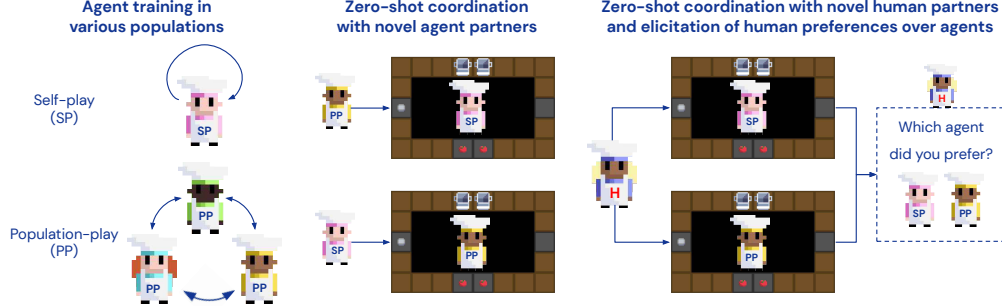 Agent training in
various populations
Zero-shot coordination
with novel agent partners
Zero-shot coordination with novel human partners
and elicitation of human preferences over agents
Self-play
(SP)
SP
PP
SP
SP
H
Which agent
did you prefer?
SP
PP
Population-play
(PP)
PP
PP
PP
SP
PP
H
PP